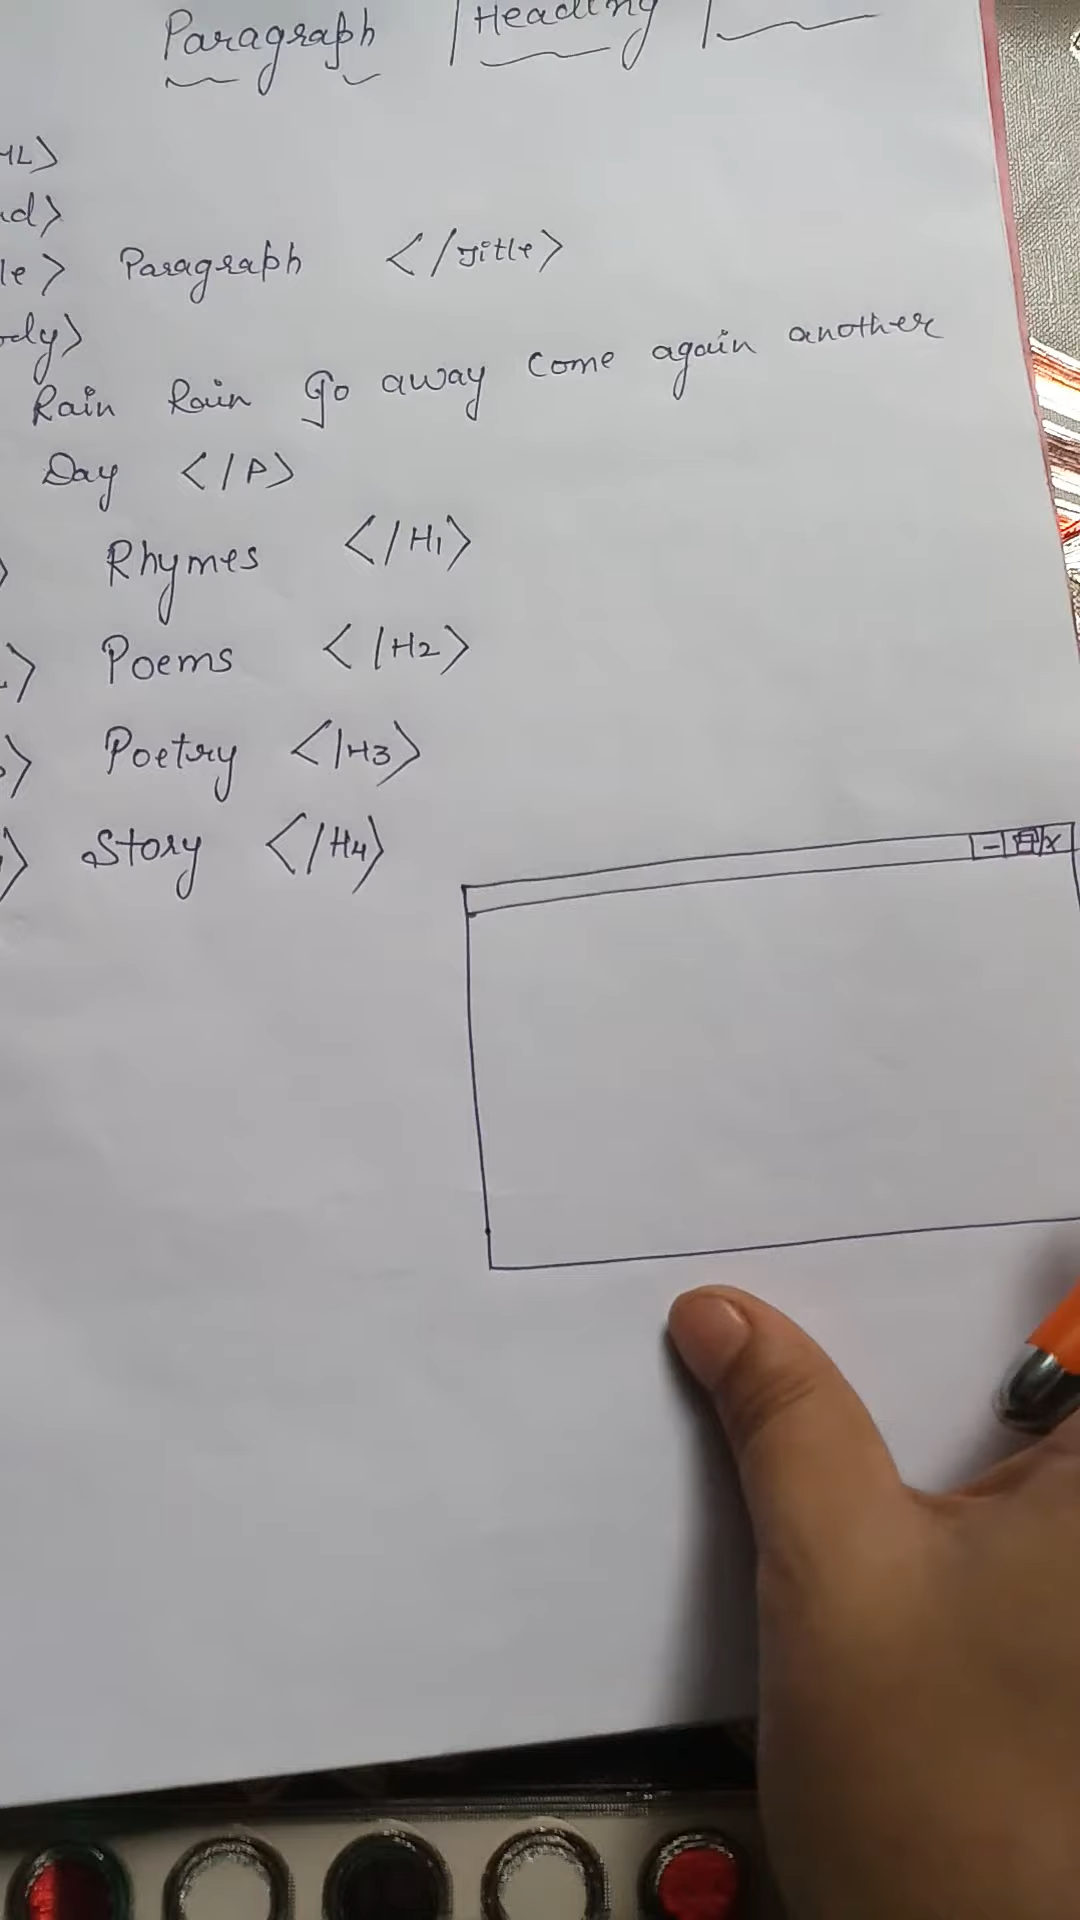 Paragraph | Heading |
HL>
ad>
le> Paragraph </Title>
ody>
Rain Rain Go away come again another
Day </P>
> Rhymes </H1>
> Poems </H2>
> Poetry </H3>
> Story </H4>
- X